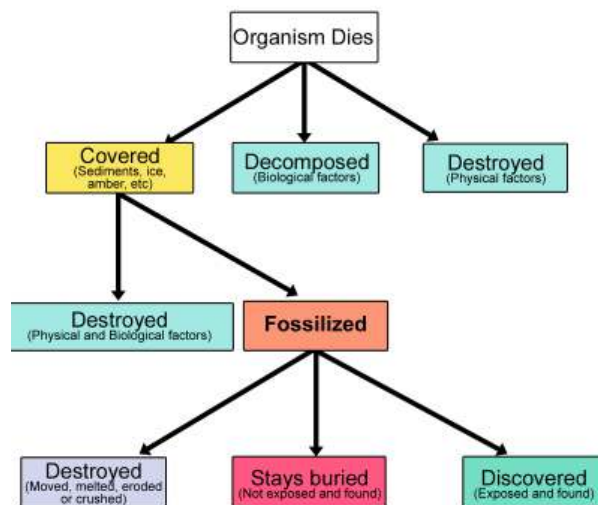 Organism Dies
Covered
(Sediments, ice,
amber, etc)
Decomposed
(Biological factors)
Destroyed
(Physical factors)
Destroyed
(Physical and Biological factors)
Fossilized
Destroyed
(Moved, melted, eroded
or crushed)
Stays buried
(Not exposed and found)
Discovered
(Exposed and found)